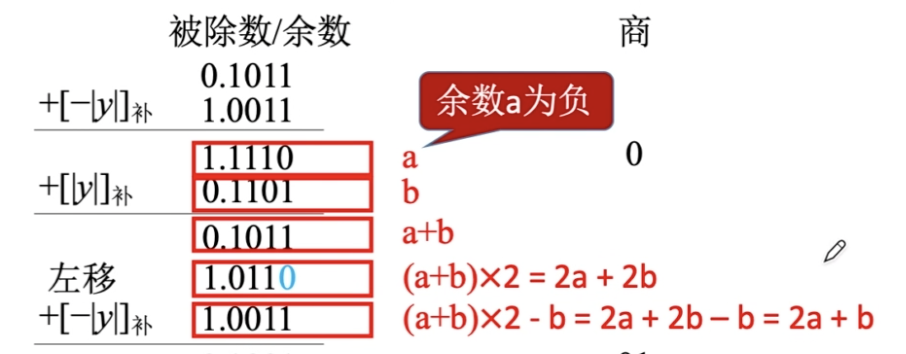 被除数/余数 商
0.1011
+[−|y|]补 1.0011
余数a为负
1.1110 a 0
+[|y|]补 0.1101 b
0.1011 a+b
左移 1.0110 (a+b)×2 = 2a + 2b
+[−|y|]补 1.0011 (a+b)×2 - b = 2a + 2b – b = 2a + b